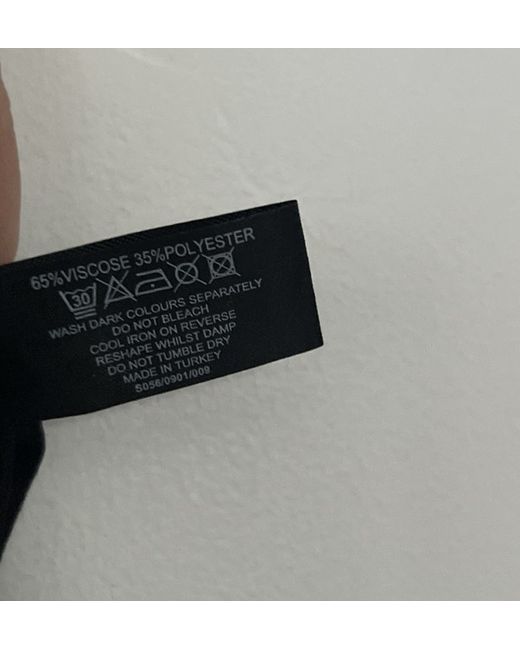 65%VISCOSE 35%POLYESTER
30
WASH DARK COLOURS SEPARATELY
DO NOT BLEACH
COOL IRON ON REVERSE
RESHAPE WHILST DAMP
DO NOT TUMBLE DRY
MADE IN TURKEY
S056/0901/009